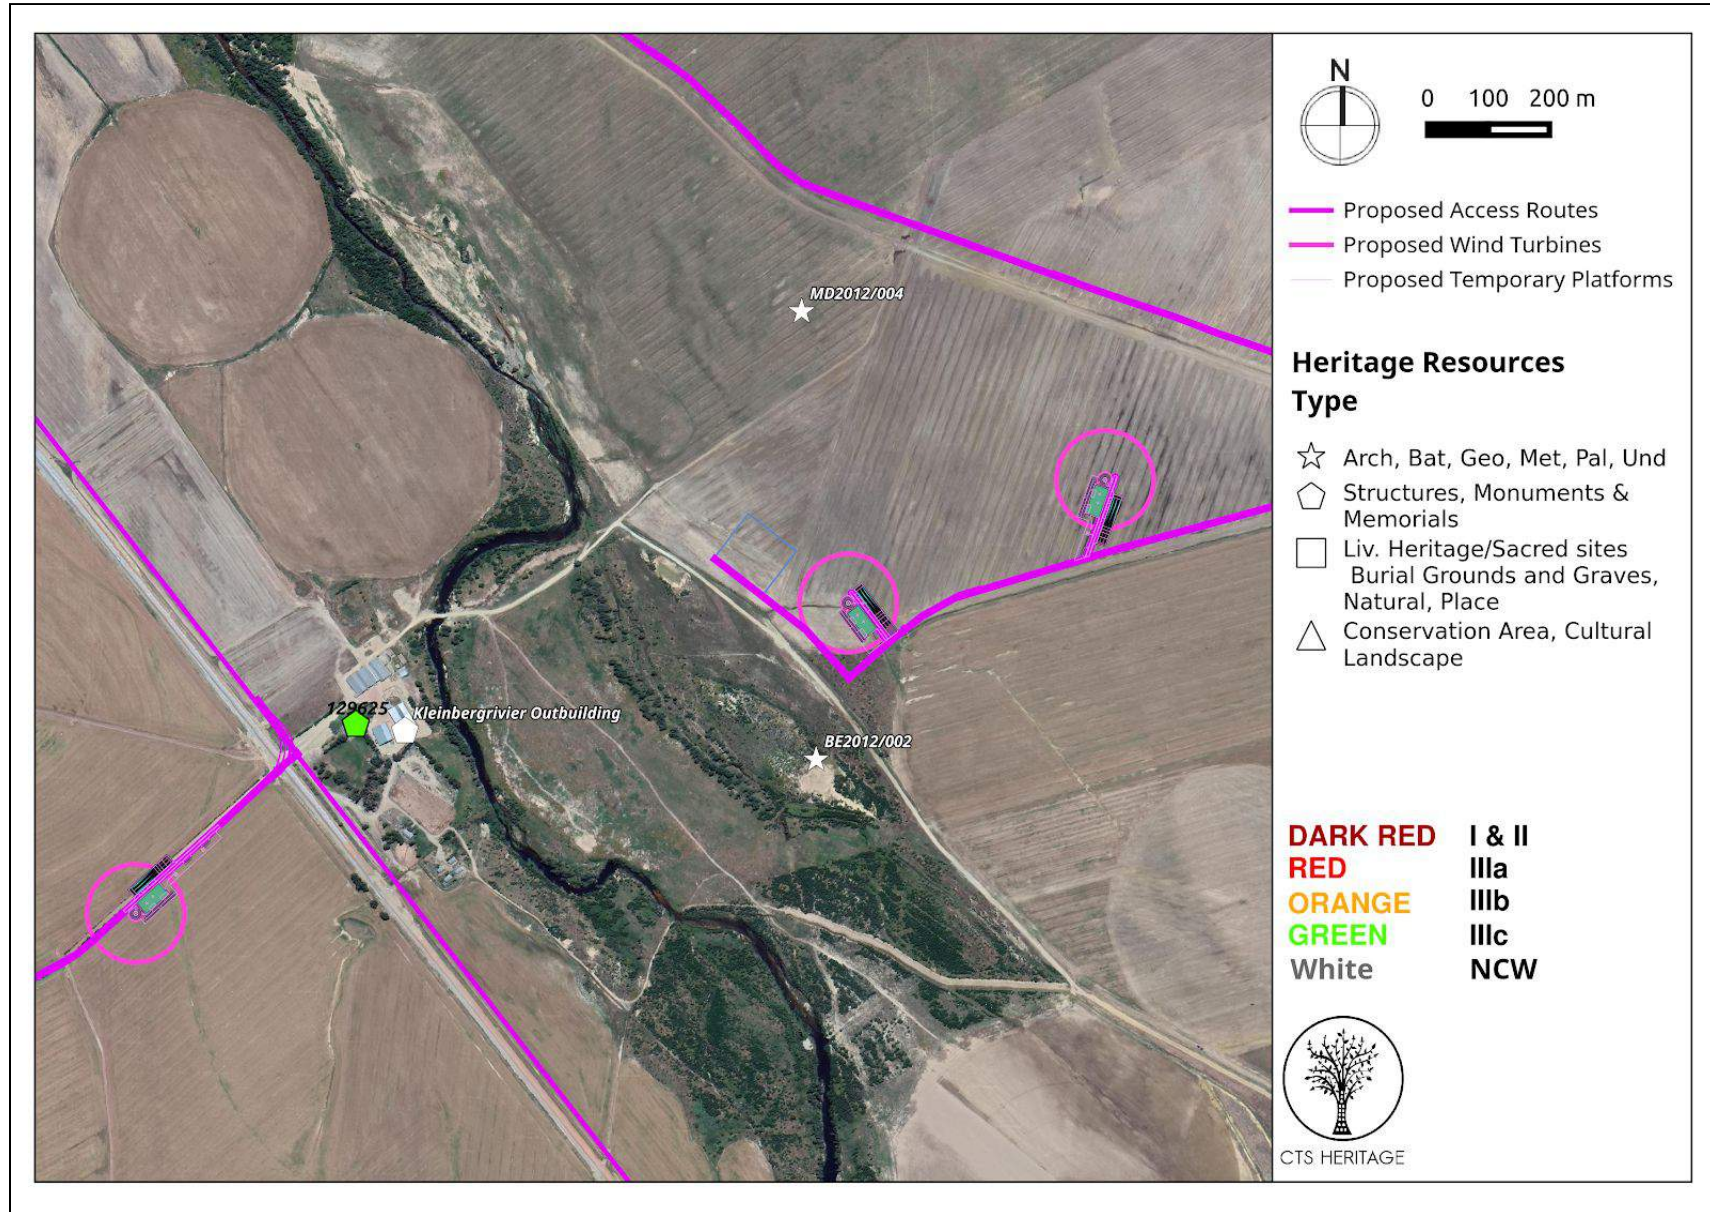 MD2012/004
129625
Kleinbergrivier Outbuilding
BE2012/002
N
0 100 200 m
Proposed Access Routes
Proposed Wind Turbines
Proposed Temporary Platforms
Heritage Resources
Type
Arch, Bat, Geo, Met, Pal, Und
Structures, Monuments &
Memorials
Liv. Heritage/Sacred sites
Burial Grounds and Graves,
Natural, Place
Conservation Area, Cultural
Landscape
DARK RED I & II
RED IIIa
ORANGE IIIb
GREEN IIIc
White NCW
CTS HERITAGE